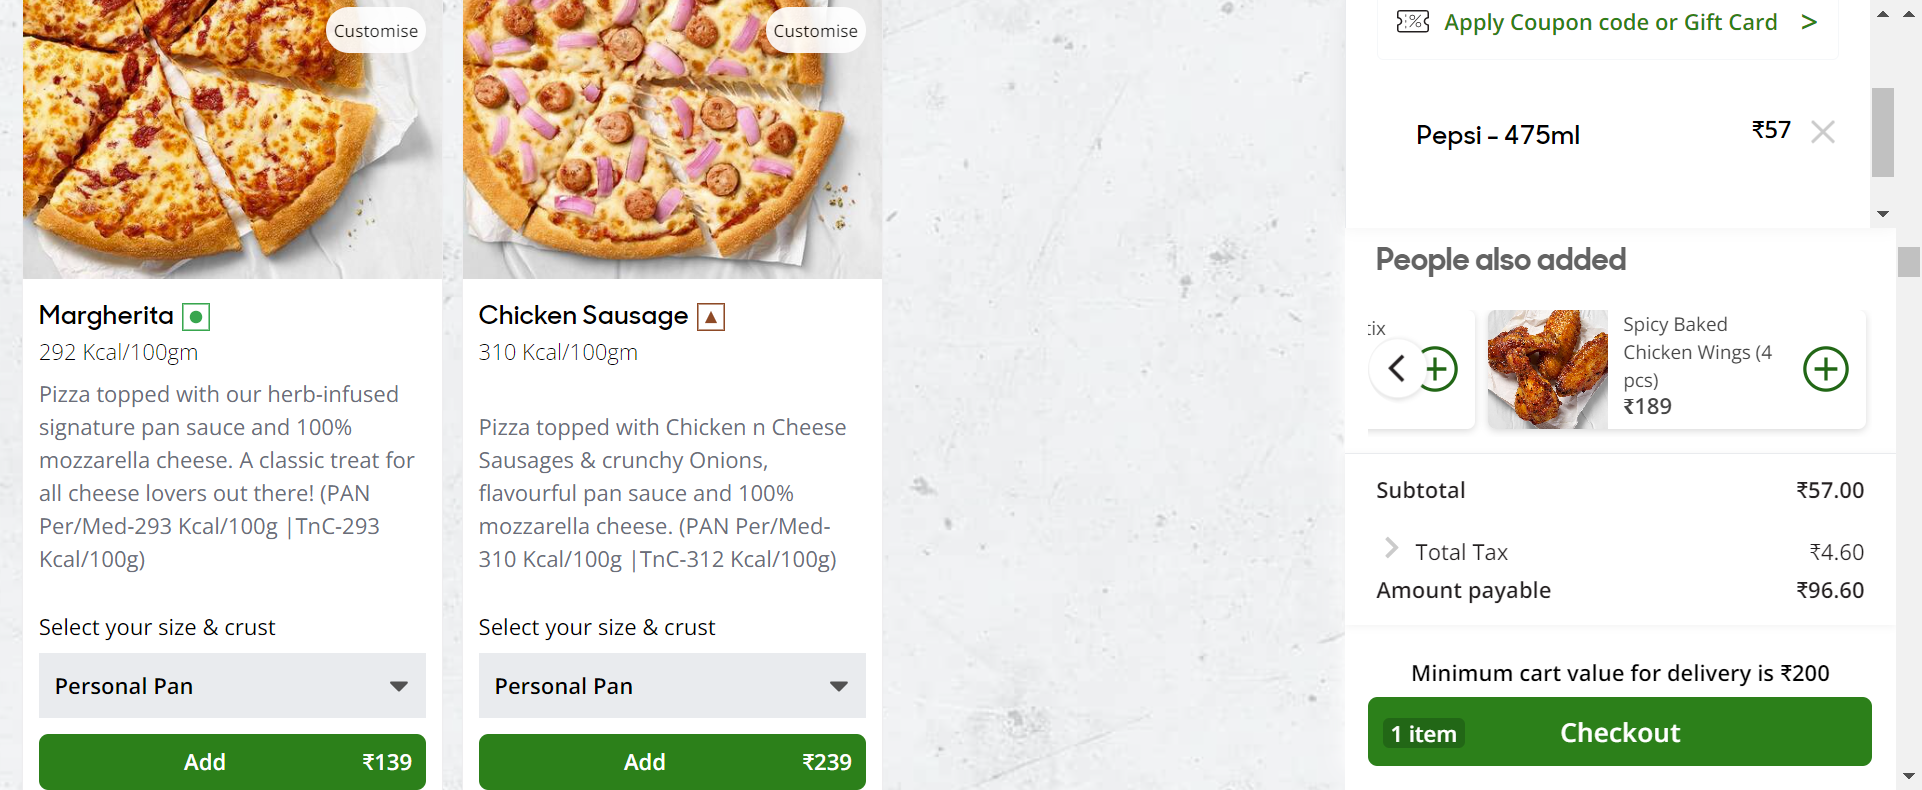 Customise
Margherita
292 Kcal/100gm
Pizza topped with our herb-infused
signature pan sauce and 100%
mozzarella cheese. A classic treat for
all cheese lovers out there! (PAN
Per/Med-293 Kcal/100g |TnC-293
Kcal/100g)
Select your size & crust
Personal Pan
Add ₹139
Customise
Chicken Sausage
310 Kcal/100gm
Pizza topped with Chicken n Cheese
Sausages & crunchy Onions,
flavourful pan sauce and 100%
mozzarella cheese. (PAN Per/Med-
310 Kcal/100g |TnC-312 Kcal/100g)
Select your size & crust
Personal Pan
Add ₹239
Apply Coupon code or Gift Card >
Pepsi - 475ml ₹57
People also added
Spicy Baked
Chicken Wings (4
pcs)
₹189
Subtotal ₹57.00
Total Tax ₹4.60
Amount payable ₹96.60
Minimum cart value for delivery is ₹200
1 item Checkout